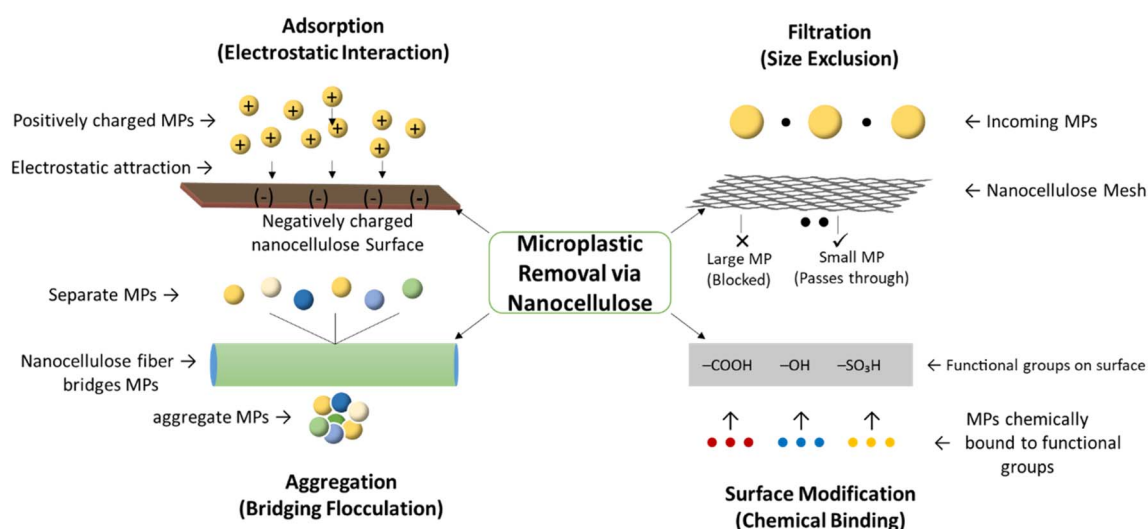 Adsorption
(Electrostatic Interaction)
Positively charged MPs →
+ + + + + + + + + +
Electrostatic attraction →
(-) (-) (-) (-)
Negatively charged
nanocellulose Surface
Filtration
(Size Exclusion)
← Incoming MPs
← Nanocellulose Mesh
Large MP
(Blocked)
Small MP
(Passes through)
Microplastic
Removal via
Nanocellulose
Separate MPs →
Nanocellulose fiber →
bridges MPs
aggregate MPs →
Aggregation
(Bridging Flocculation)
–COOH –OH –SO₃H
← Functional groups on surface
MPs chemically
← bound to functional
groups
Surface Modification
(Chemical Binding)